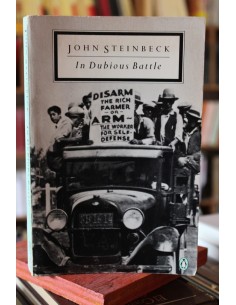 JOHN STEINBECK
In Dubious Battle
DISARM
THE RICH
FARMER
OR
ARM
THE WORKER
FOR SELF-
DEFENSE